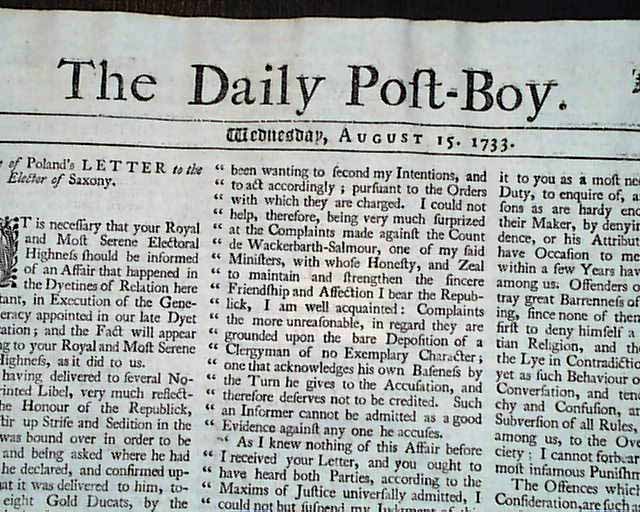 The Daily Poſt-Boy.
Wedneſday, AUGUST 15. 1733.
of Poland's LETTER to the
Elector of Saxony.
IT is neceſſary that your Royal
and Moſt Serene Electoral
Highneſs ſhould be informed
of an Affair that happened in
the Dyetines of Relation here
tant, in Execution of the Gene-
eracy appointed in our late Dyet
ation; and the Fact will appear
ng to your Royal and Moſt Serene
Highneſs, as it did to us.
having delivered to ſeveral No-
rinted Libel, very much reflect-
he Honour of the Republick,
tir up Strife and Sedition in the
was bound over in order to be
and being asked where he had
he declared, and confirmed up-
at it was delivered to him, to-
eight Gold Ducats, by the
“ been wanting to ſecond my Intentions, and
“ to act accordingly; purſuant to the Orders
“ with which they are charged. I could not
“ help, therefore, being very much ſurprized
“ at the Complaints made againſt the Count
“ de Wackerbarth-Salmour, one of my ſaid
“ Miniſters, with whoſe Honeſty, and Zeal
“ to maintain and ſtrengthen the ſincere
“ Friendſhip and Affection I bear the Repub-
“ lick, I am well acquainted: Complaints
“ the more unreaſonable, in regard they are
“ grounded upon the bare Depoſition of a
“ Clergyman of no Exemplary Character;
“ one that acknowledges his own Baſeneſs by
“ the Turn he gives to the Accuſation, and
“ therefore deſerves not to be credited. Such
“ an Informer cannot be admitted as a good
“ Evidence againſt any one he accuſes.
“ As I knew nothing of this Affair before
“ I received your Letter, and you ought to
“ have heard both Parties, according to the
“ Maxims of Juſtice univerſally admitted, I
“ could not but ſuſpend my Judgment of this
it to you as a moſt ne
Duty, to enquire of, a
ſons as are hardy eno
their Maker, by denyin
dence, or his Attribut
have Occaſion to me
within a few Years hav
among us. Offenders o
tray great Barrenneſs of
ing, ſince none of them
firſt to deny himſelf a
tian Religion, and the
the Lye in Contradictio
yet as ſuch Behaviour o
Converſation, and tend
chy and Confuſion, an
Subverſion of all Rules,
among us, to the Ove
ciety: I cannot forbear
moſt infamous Puniſhm
The Offences which
Conſideration, are ſuch a